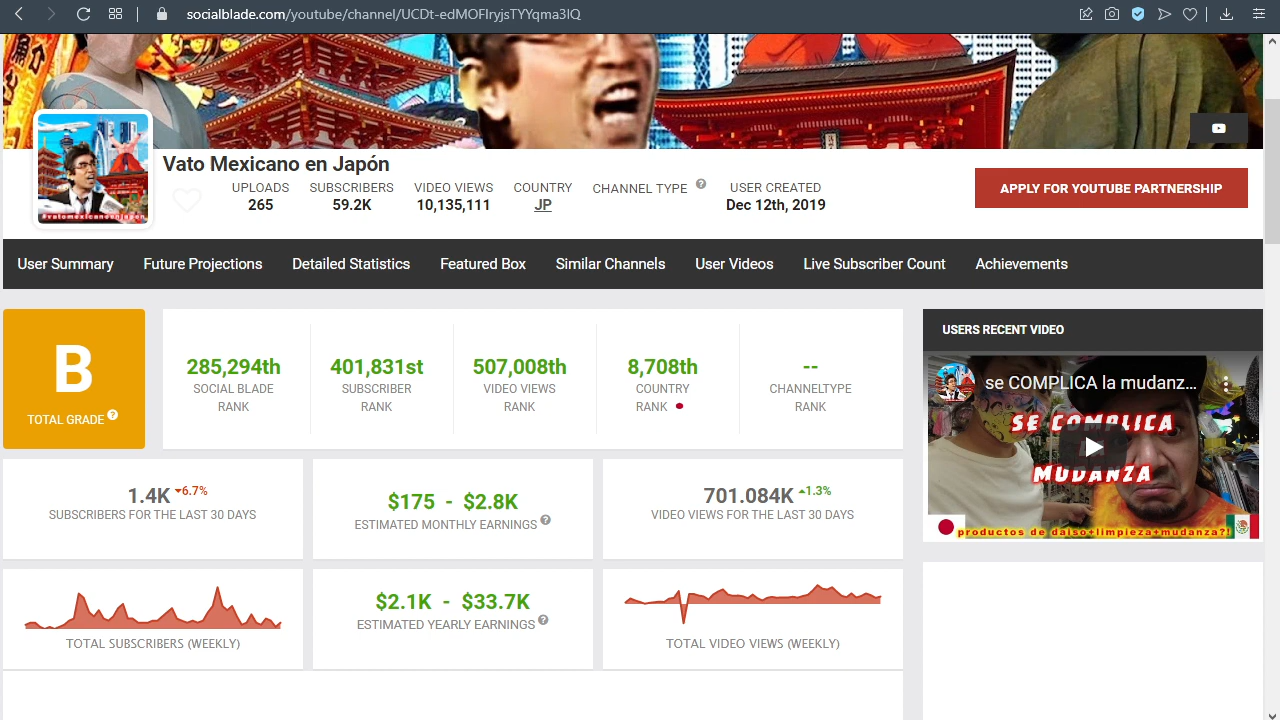 socialblade.com/youtube/channel/UCDt-edMOFIryjsTYYqma3lQ
Vato Mexicano en Japón
UPLOADS SUBSCRIBERS VIDEO VIEWS COUNTRY CHANNEL TYPE ? USER CREATED
265 59.2K 10,135,111 JP Dec 12th, 2019
APPLY FOR YOUTUBE PARTNERSHIP
#vatomexicanoenjapon
User Summary Future Projections Detailed Statistics Featured Box Similar Channels User Videos Live Subscriber Count Achievements
B
TOTAL GRADE ?
285,294th 401,831st 507,008th 8,708th --
SOCIAL BLADE SUBSCRIBER VIDEO VIEWS COUNTRY CHANNELTYPE
RANK RANK RANK RANK RANK
USERS RECENT VIDEO
se COMPLICA la mudanz...
SE COMPLICA
MUDANZA
productos de daiso+limpieza+mudanza?!
1.4K 6.7%
SUBSCRIBERS FOR THE LAST 30 DAYS
$175 - $2.8K
ESTIMATED MONTHLY EARNINGS ?
701.084K 1.3%
VIDEO VIEWS FOR THE LAST 30 DAYS
TOTAL SUBSCRIBERS (WEEKLY)
$2.1K - $33.7K
ESTIMATED YEARLY EARNINGS ?
TOTAL VIDEO VIEWS (WEEKLY)